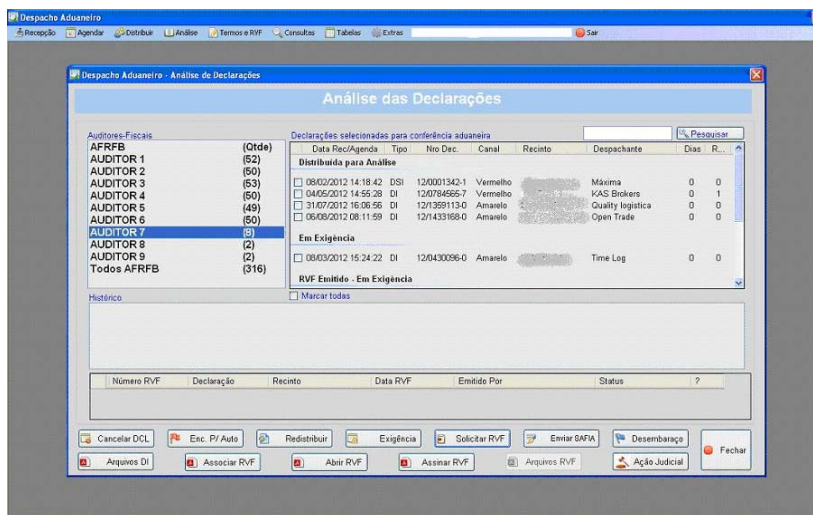 Despacho Aduaneiro
Recepção Agendar Distribuir Análise Termos e RVF Consultas Tabelas Extras Sair
Despacho Aduaneiro - Análise de Declarações
Análise das Declarações
Auditores-Fiscais
AFRFB (Qtde)
AUDITOR 1 (52)
AUDITOR 2 (50)
AUDITOR 3 (53)
AUDITOR 4 (50)
AUDITOR 5 (49)
AUDITOR 6 (50)
AUDITOR 7 (8)
AUDITOR 8 (2)
AUDITOR 9 (2)
Todos AFRFB (316)
Declarações selecionadas para conferência aduaneira Pesquisar
Data Rec/Agenda Tipo Nro Dec. Canal Recinto Despachante Dias R...
Distribuída para Análise
08/02/2012 14:18:42 DSI 12/0001342-1 Vermelho Máxima 0 0
04/05/2012 14:55:28 DI 12/0784565-7 Vermelho KAS Brokers 0 1
31/07/2012 16:06:56 DI 12/1359113-0 Amarelo Quality logistica 0 0
06/08/2012 08:11:59 DI 12/1433168-0 Amarelo Open Trade 0 0
Em Exigência
08/03/2012 15:24:22 DI 12/0430096-0 Amarelo Time Log 0 0
RVF Emitido - Em Exigência
Histórico
Marcar todas
Número RVF Declaração Recinto Data RVF Emitido Por Status ?
Cancelar DCL Enc. P/ Auto Redistribuir Exigência Solicitar RVF Enviar SAFIA Desembaraço Fechar
Arquivos DI Associar RVF Abrir RVF Assinar RVF Arquivos RVF Ação Judicial